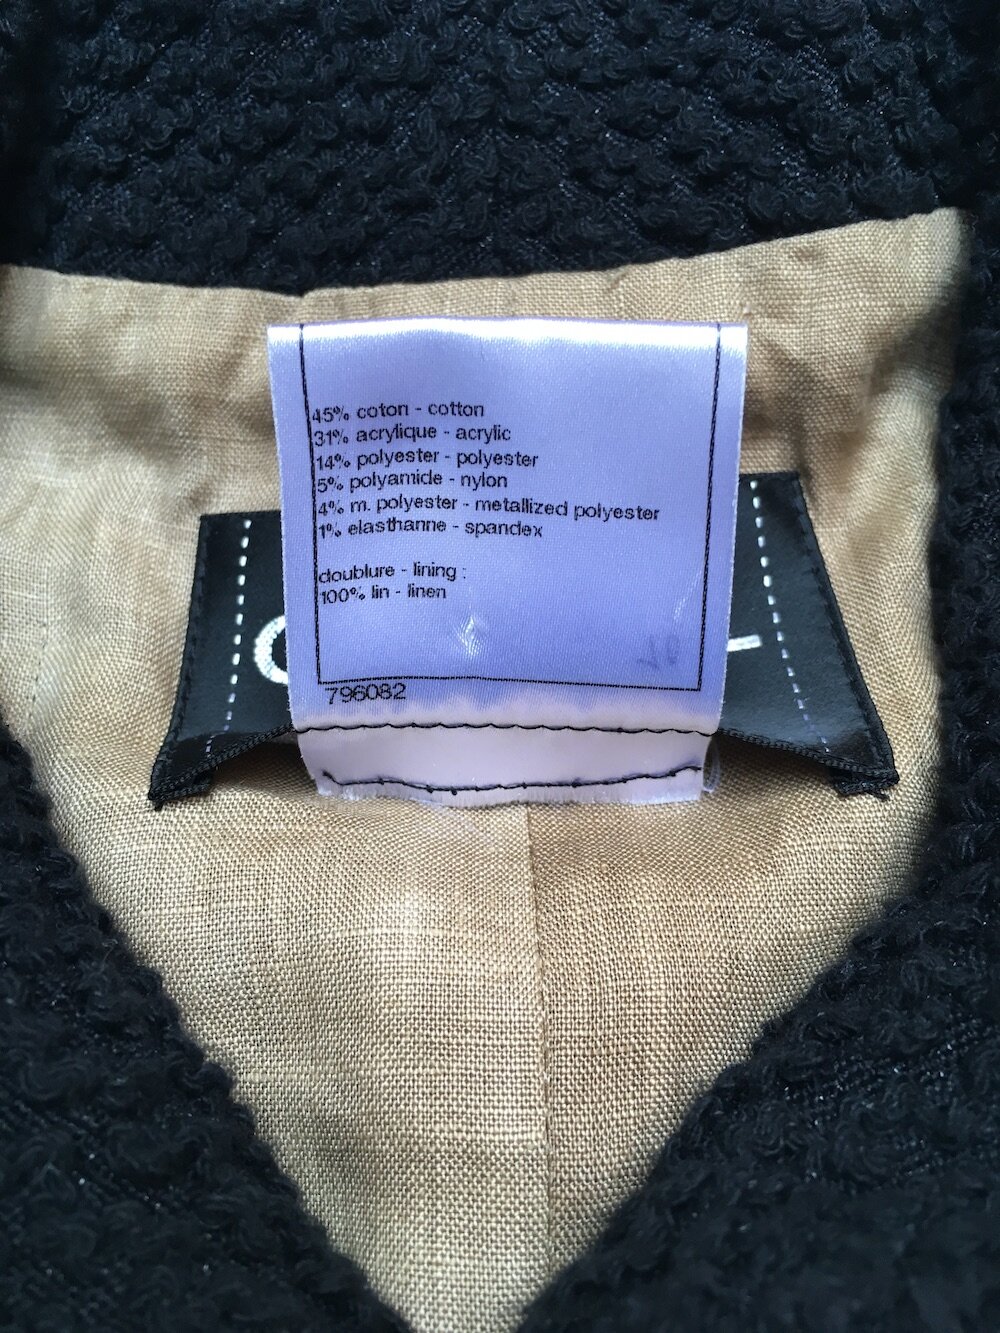 45% coton - cotton
31% acrylique - acrylic
14% polyester - polyester
5% polyamide - nylon
4% m. polyester - metallized polyester
1% elasthanne - spandex
doublure - lining :
100% lin - linen
796082